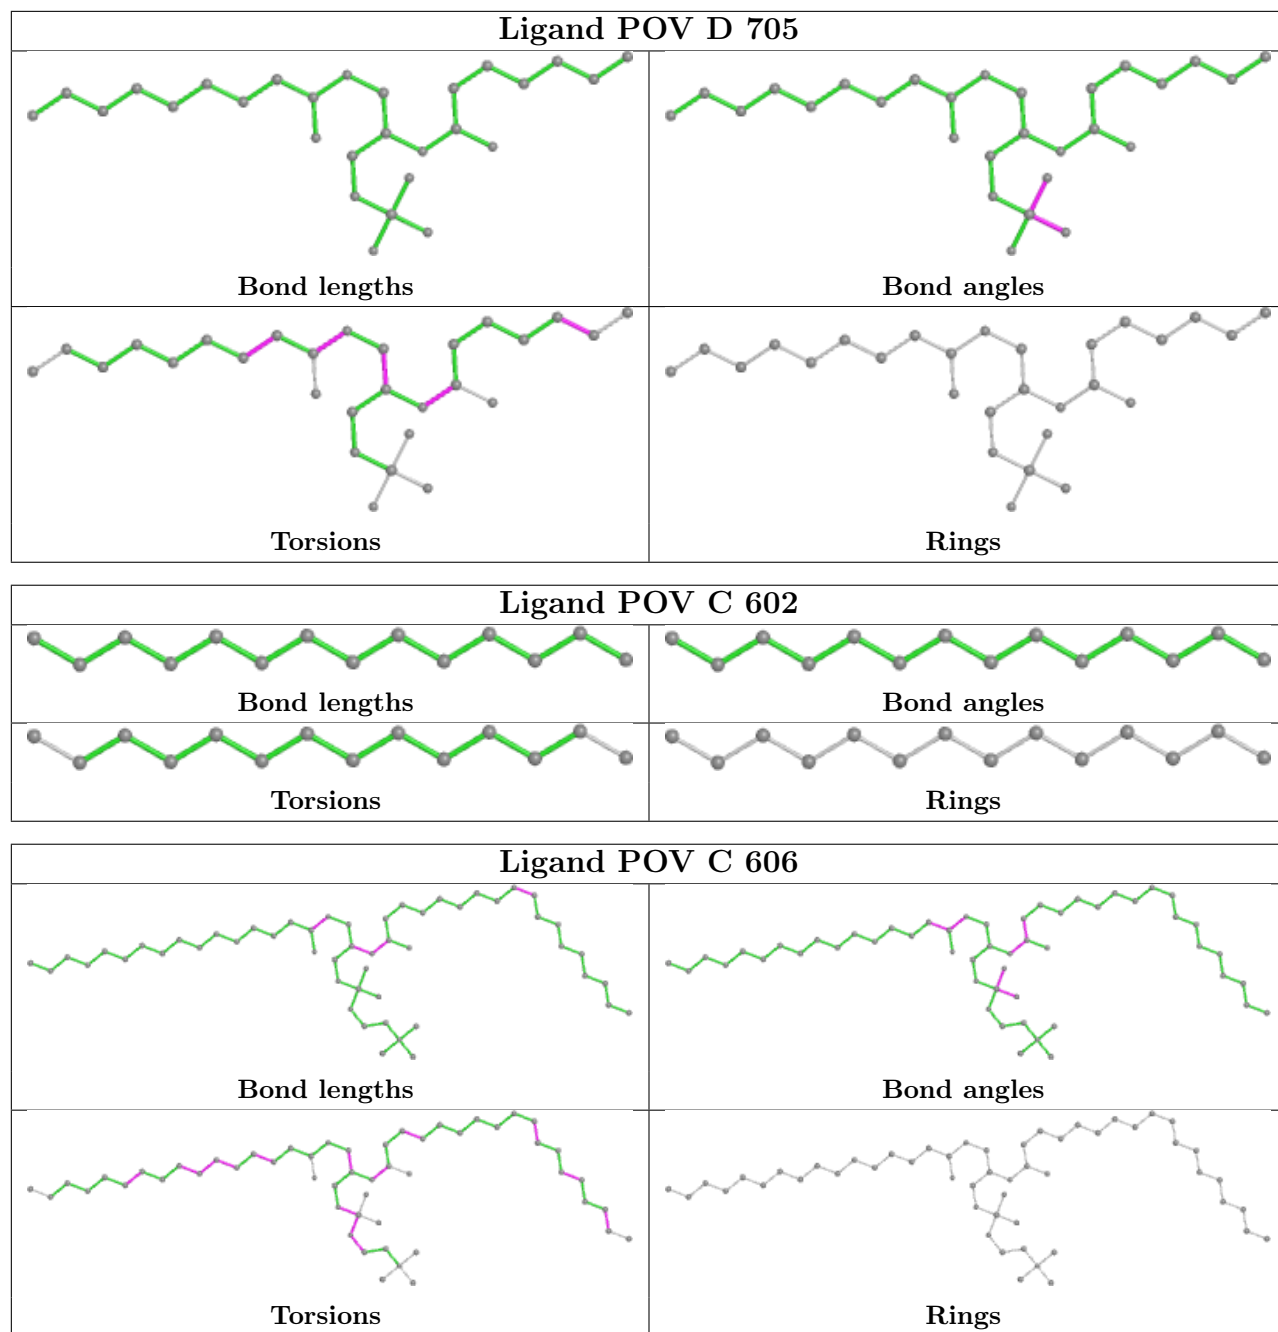 Ligand POV D 705
Bond lengths
Bond angles
Torsions
Rings
Ligand POV C 602
Bond lengths
Bond angles
Torsions
Rings
Ligand POV C 606
Bond lengths
Bond angles
Torsions
Rings